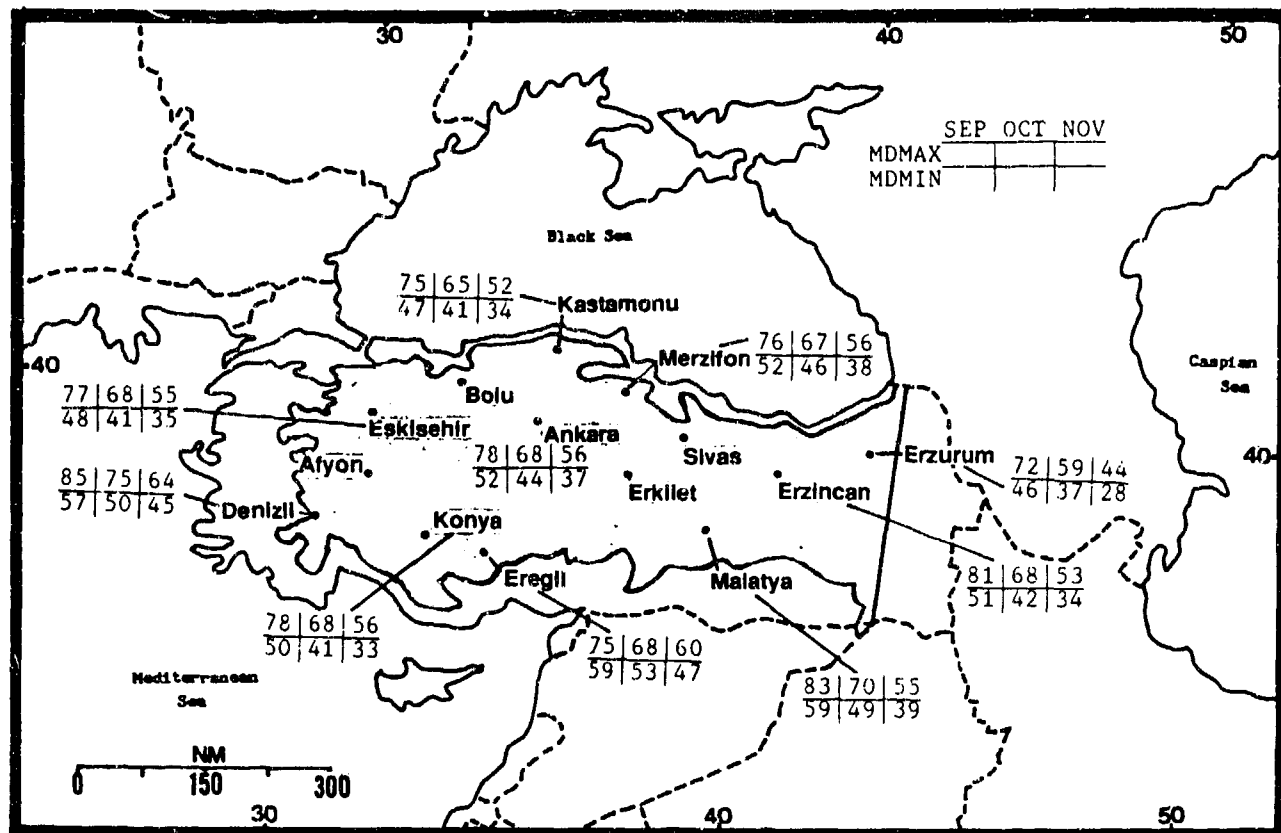 30 40 50
SEP OCT NOV
MDMAX
MDMIN
Black Sea
75|65|52
47|41|34
Kastamonu
76|67|56
52|46|38
Merzifon
40
Caspian
Sea
77|68|55
48|41|35
Bolu
Eskisehir
Ankara
78|68|56
52|44|37
Sivas
Erzurum
72|59|44
46|37|28
40
Afyon
85|75|64
57|50|45
Denizli
Erkilet
Erzincan
81|68|53
51|42|34
Konya
78|68|56
50|41|33
Eregli
75|68|60
59|53|47
Malatya
83|70|55
59|49|39
Mediterranean
Sea
NM
0 150 300
30 40 50